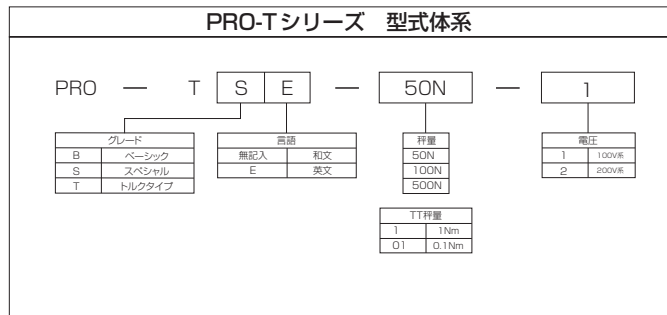 PRO-Tシリーズ 型式体系
PRO — T S E — 50N — 1
グレード
B ベーシック
S スペシャル
T トルクタイプ
言語
無記入 和文
E 英文
秤量
50N
100N
500N
電圧
1 100V系
2 200V系
TT秤量
1 1Nm
01 0.1Nm